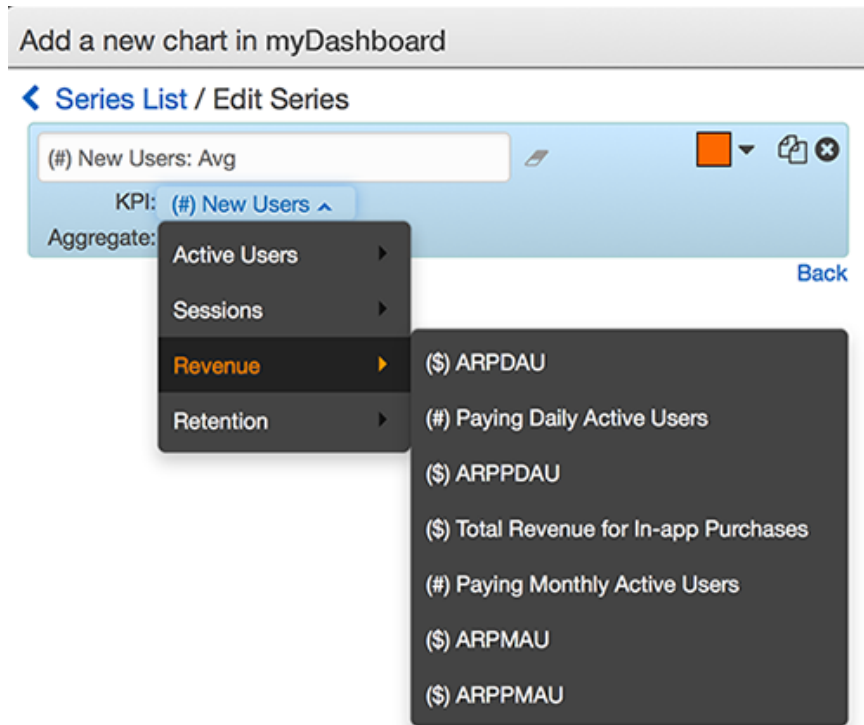 Add a new chart in myDashboard
Series List / Edit Series
(#) New Users: Avg
KPI: (#) New Users
Aggregate:
Back
Active Users
Sessions
Revenue
Retention
($) ARPDAU
(#) Paying Daily Active Users
($) ARPPDAU
($) Total Revenue for In-app Purchases
(#) Paying Monthly Active Users
($) ARPMAU
($) ARPPMAU